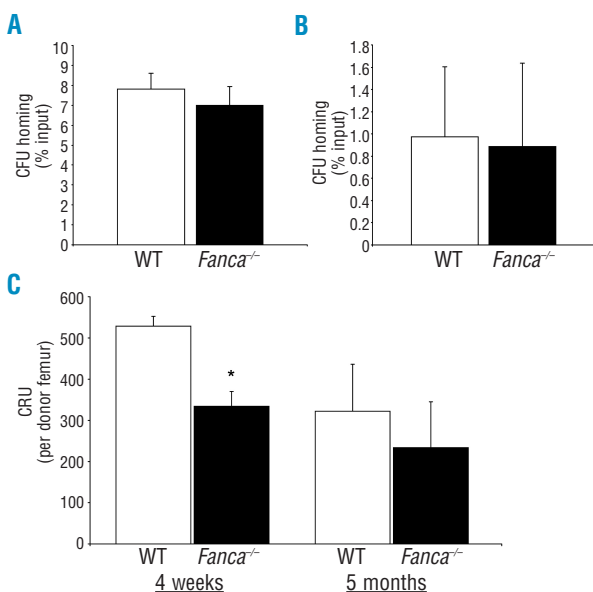 A
CFU homing
(% input)
10
9
8
7
6
5
4
3
2
1
0
WT Fanca⁻/⁻
B
CFU homing
(% input)
1.8
1.6
1.4
1.2
1.0
0.8
0.6
0.4
0.2
0
WT Fanca⁻/⁻
C
CRU
(per donor femur)
600
500
400
300
200
100
0
*
WT Fanca⁻/⁻ WT Fanca⁻/⁻
4 weeks 5 months